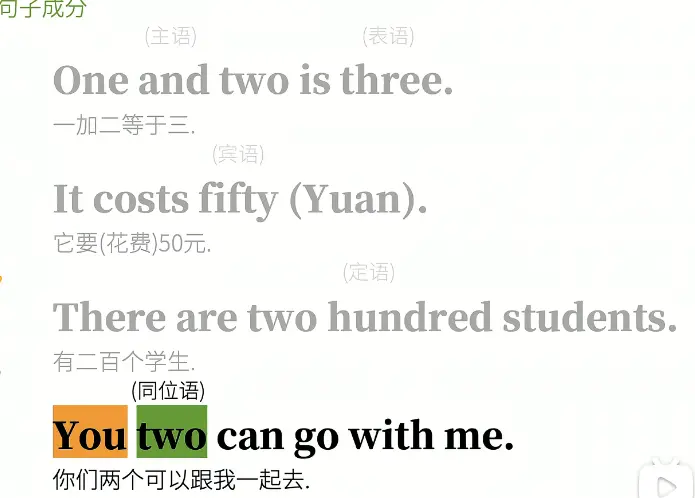 句子成分
(主语) (表语)
One and two is three.
一加二等于三.
(宾语)
It costs fifty (Yuan).
它要(花费)50元.
(定语)
There are two hundred students.
有二百个学生.
(同位语)
You two can go with me.
你们两个可以跟我一起去.